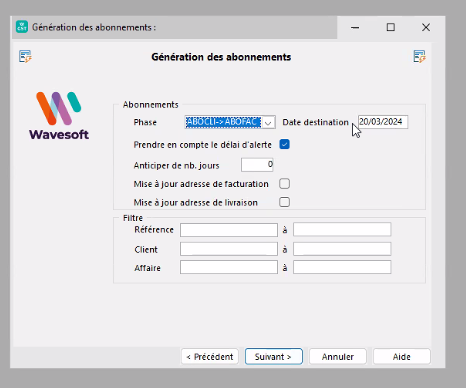 Génération des abonnements :
Génération des abonnements
Wavesoft
Abonnements
Phase ABOCLI->ABOFAC Date destination 20/03/2024
Prendre en compte le délai d'alerte
Anticiper de nb. jours 0
Mise à jour adresse de facturation
Mise à jour adresse de livraison
Filtre
Référence à
Client à
Affaire à
< Précédent Suivant > Annuler Aide